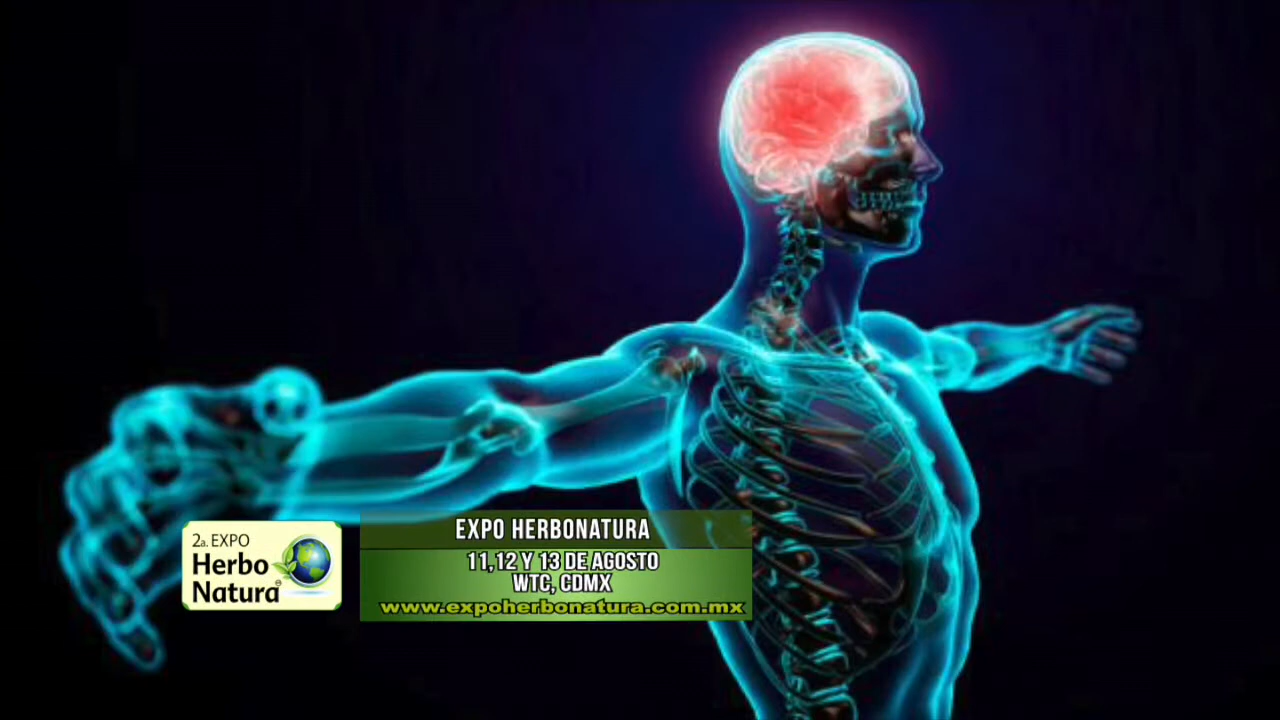 2a. EXPO
Herbo
Natura®
EXPO HERBONATURA
11,12 Y 13 DE AGOSTO
WTC, CDMX
www.expoherbonatura.com.mx